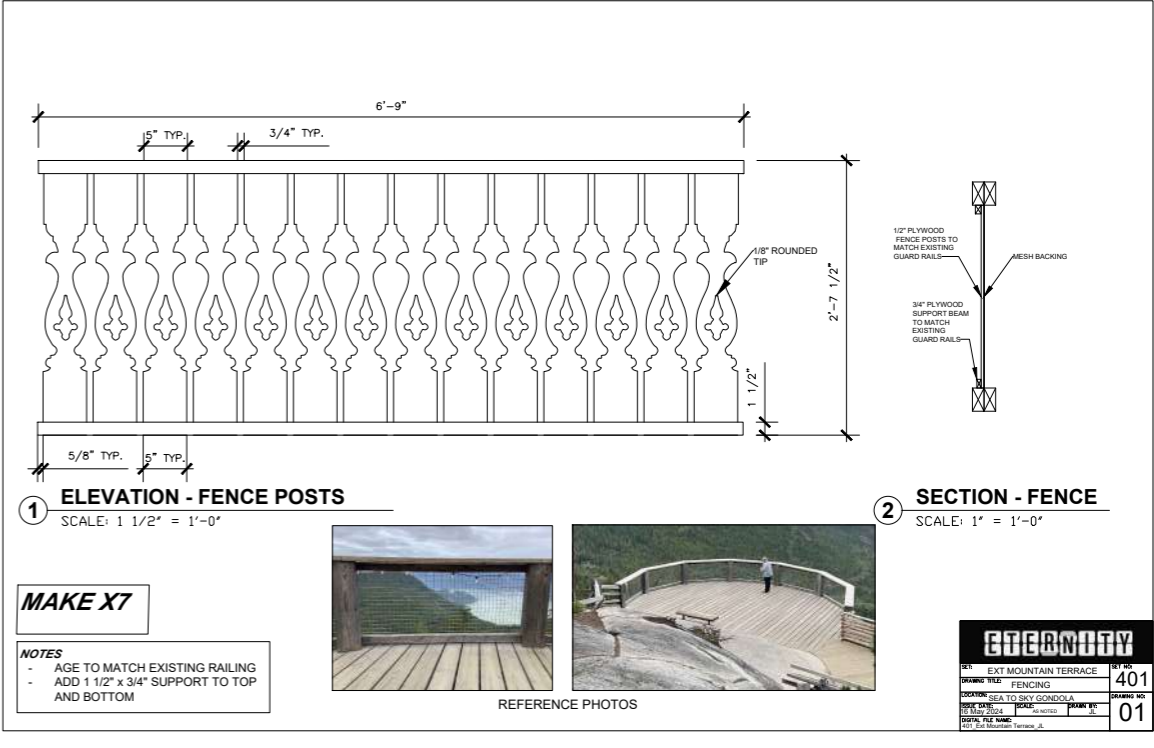 6'-9"
5" TYP.
3/4" TYP.
1/8" ROUNDED
TIP
2'-7 1/2"
1 1/2"
5/8" TYP.
5" TYP.
1
ELEVATION - FENCE POSTS
SCALE: 1 1/2" = 1'-0"
1/2" PLYWOOD
FENCE POSTS TO
MATCH EXISTING
GUARD RAILS
MESH BACKING
3/4" PLYWOOD
SUPPORT BEAM
TO MATCH
EXISTING
GUARD RAILS
2
SECTION - FENCE
SCALE: 1" = 1'-0"
MAKE X7
NOTES
- AGE TO MATCH EXISTING RAILING
- ADD 1 1/2" x 3/4" SUPPORT TO TOP
AND BOTTOM
REFERENCE PHOTOS
ETERNITY
SET: EXT MOUNTAIN TERRACE
SET NO: 401
DRAWING TITLE: FENCING
LOCATION: SEA TO SKY GONDOLA
DRAWING NO: 01
ISSUE DATE: 16 May 2024
SCALE: AS NOTED
DRAWN BY: JL
DIGITAL FILE NAME:
401_Ext Mountain Terrace_JL